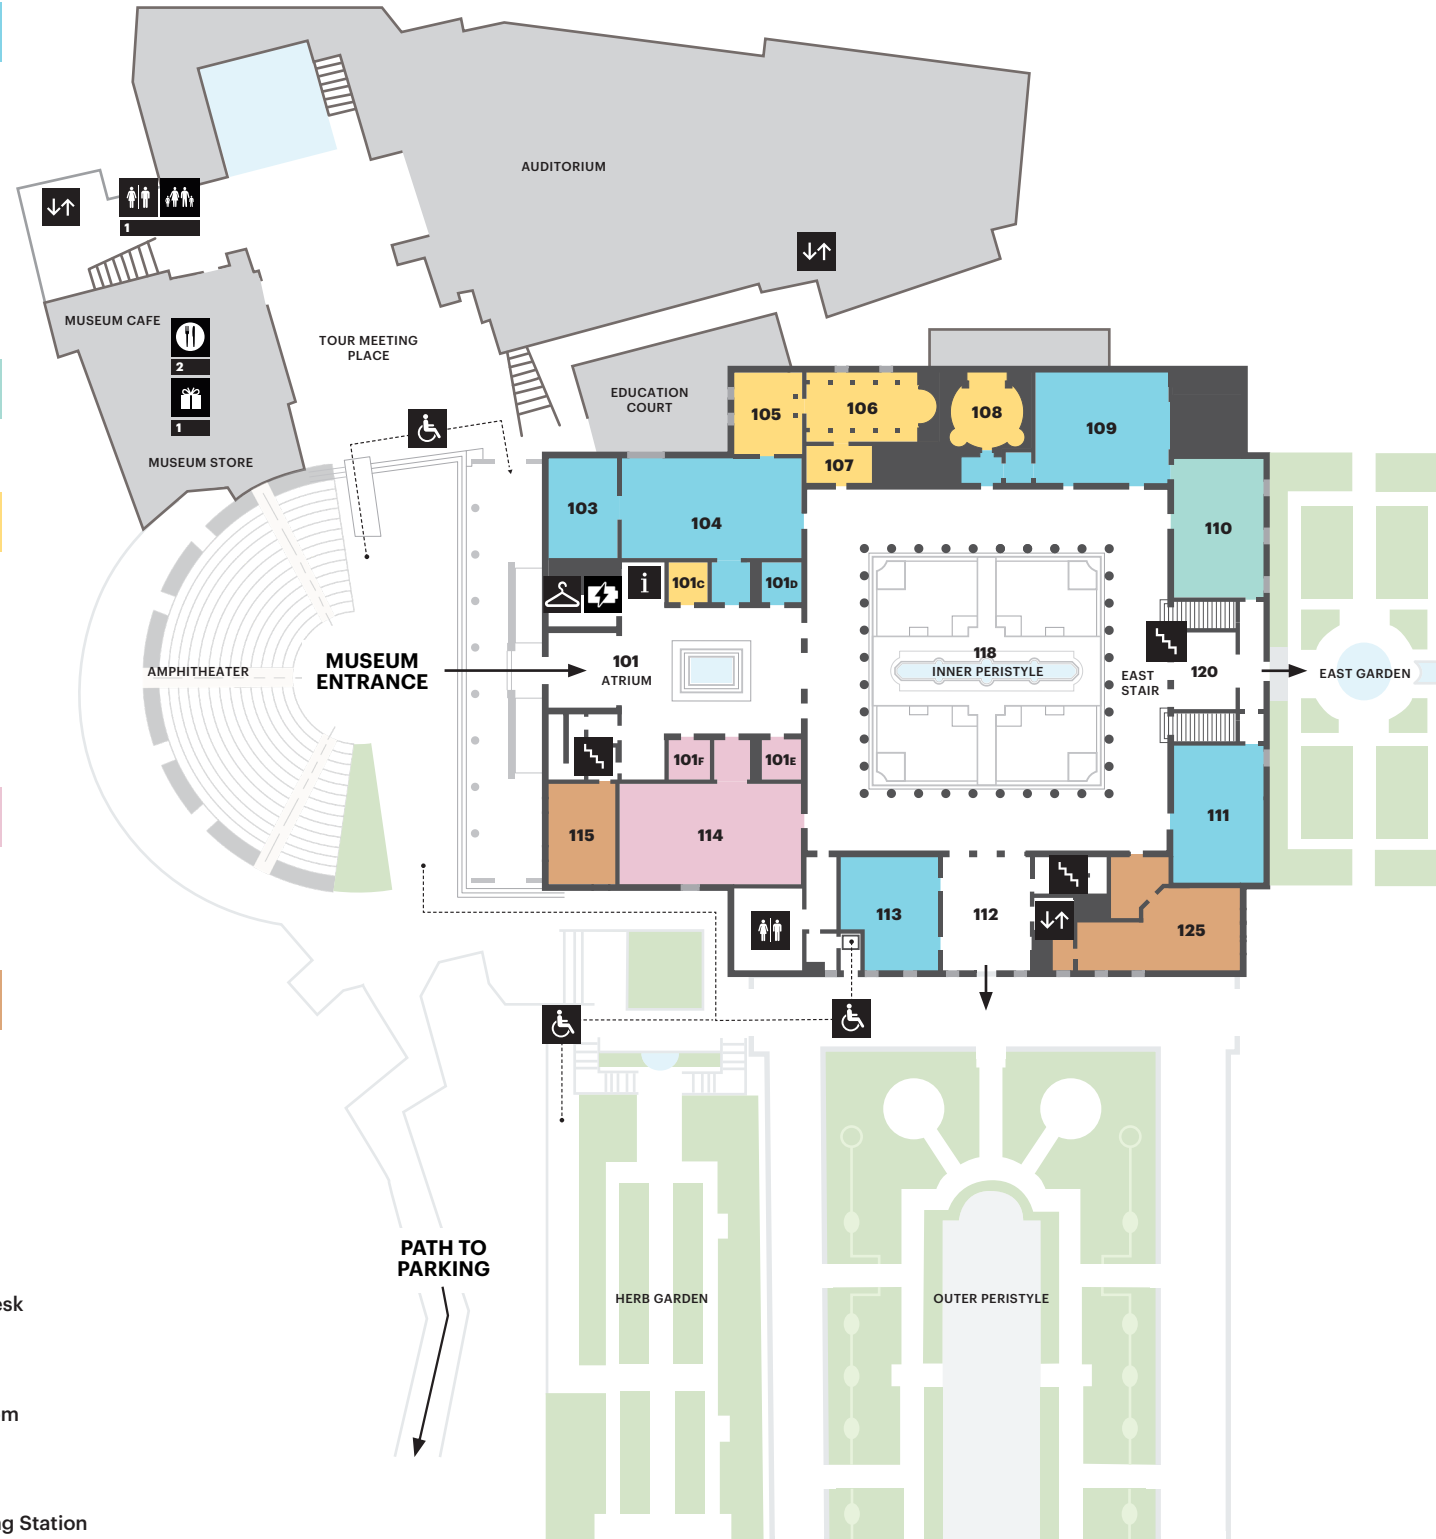 AUDITORIUM
1
MUSEUM CAFE
2
1
MUSEUM STORE
TOUR MEETING
PLACE
EDUCATION
COURT
105
106
107
108
109
103
104
110
101C
101D
i
AMPHITHEATER
MUSEUM
ENTRANCE
101
ATRIUM
118
INNER PERISTYLE
EAST
STAIR
120
EAST GARDEN
101F
101E
115
114
111
113
112
125
PATH TO
PARKING
HERB GARDEN
OUTER PERISTYLE
esk
m
g Station